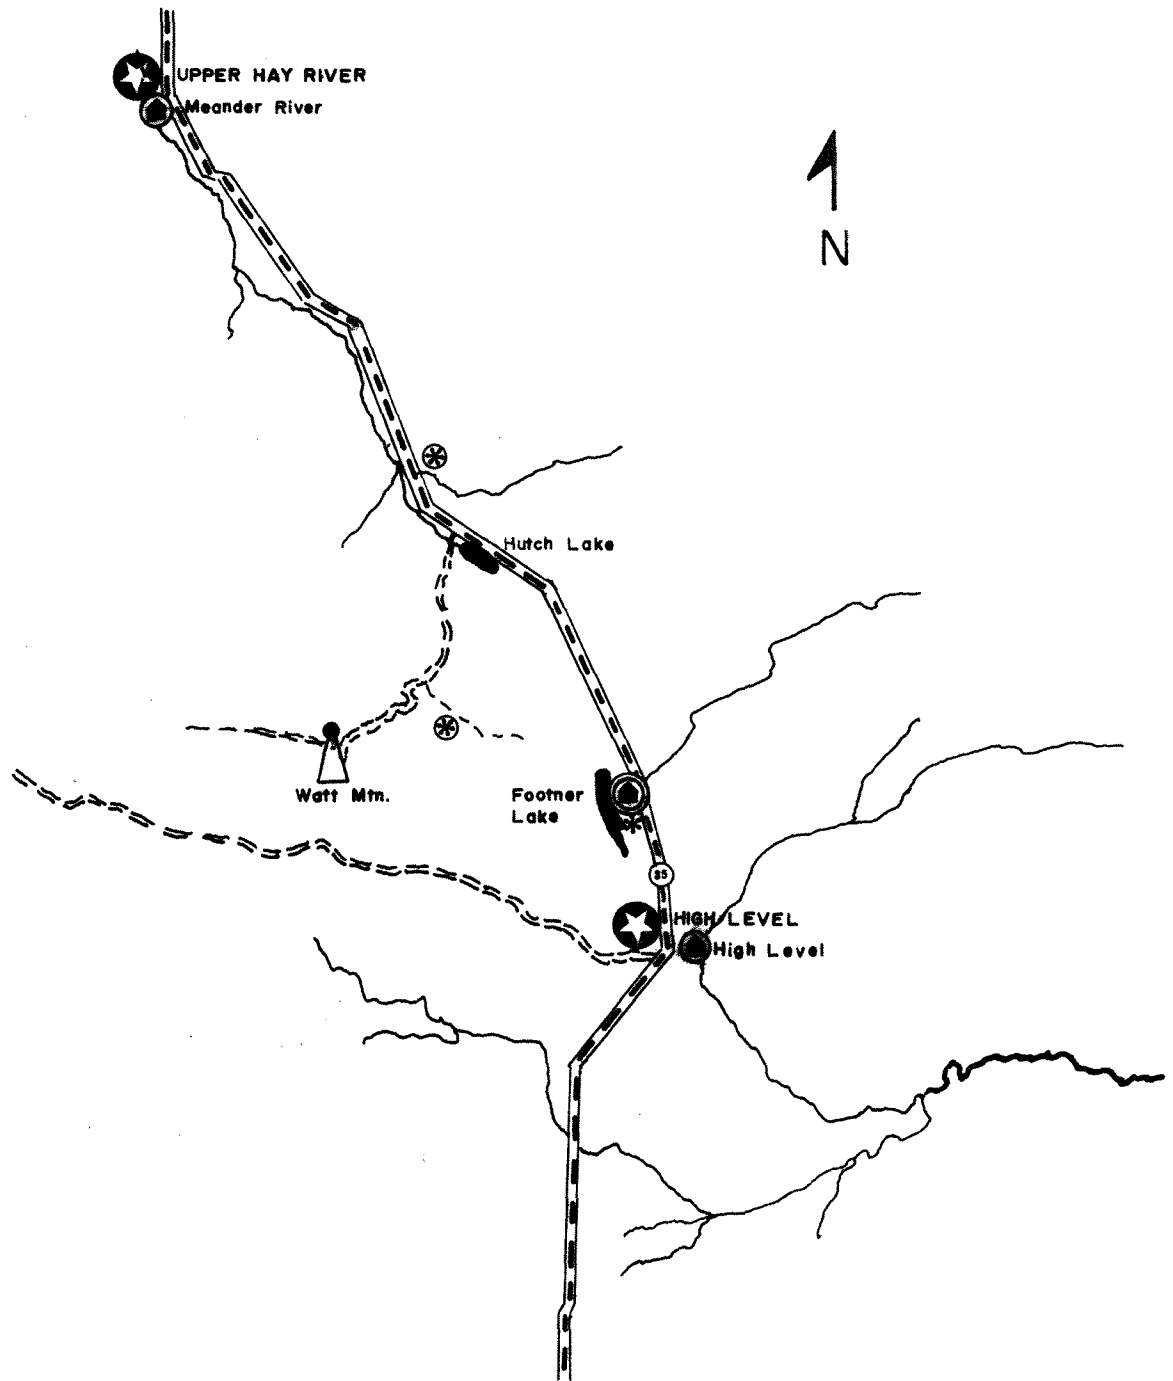 UPPER HAY RIVER
Meander River
N
Hutch Lake
Watt Mtn.
Footner
Lake
35
HIGH LEVEL
High Level